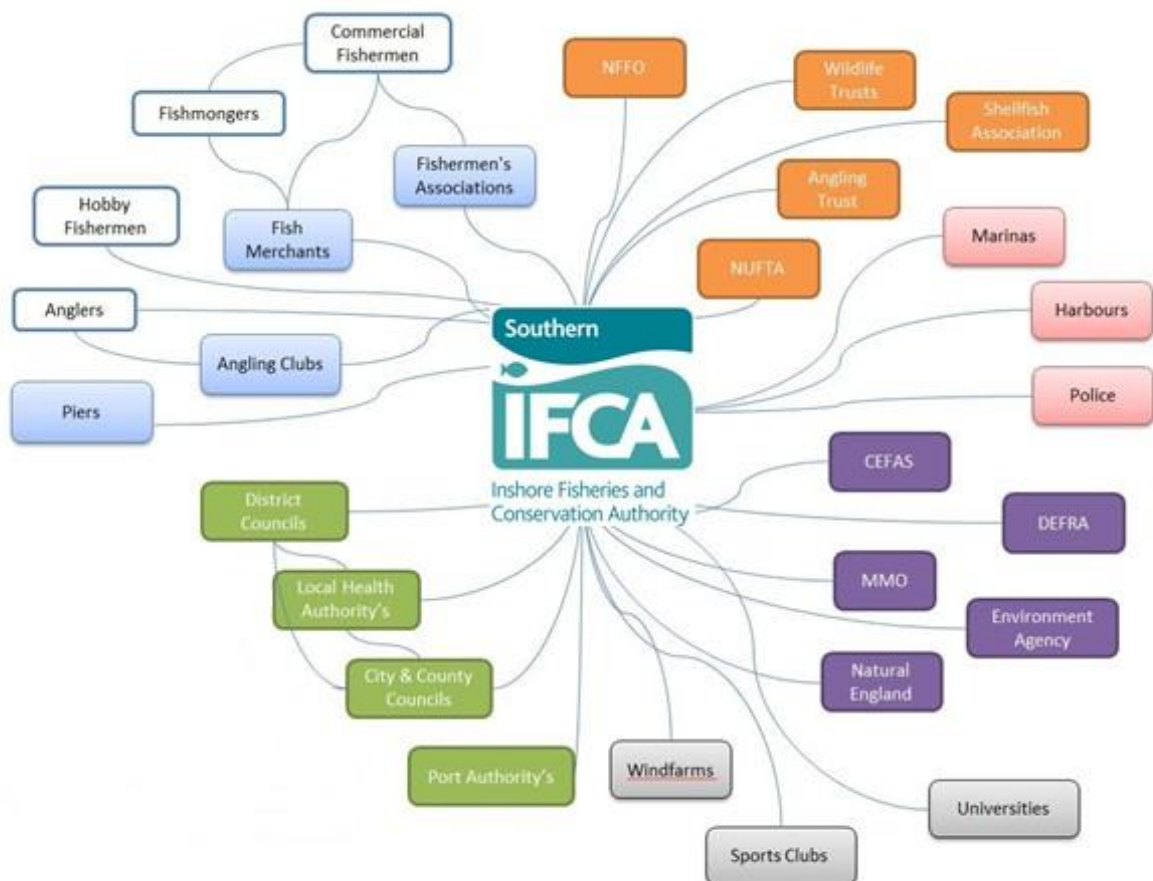 Commercial
Fishermen
NFFO
Wildlife
Trusts
Fishmongers
Shellfish
Association
Fishermen's
Associations
Angling
Trust
Hobby
Fishermen
Fish
Merchants
Marinas
NUFTA
Anglers
Southern
Harbours
Angling Clubs
Piers
IFCA
Police
CEFAS
Inshore Fisheries and
Conservation Authority
District
Councils
DEFRA
Local Health
Authority's
MMO
Environment
Agency
City & County
Councils
Natural
England
Port Authority's
Windfarms
Universities
Sports Clubs